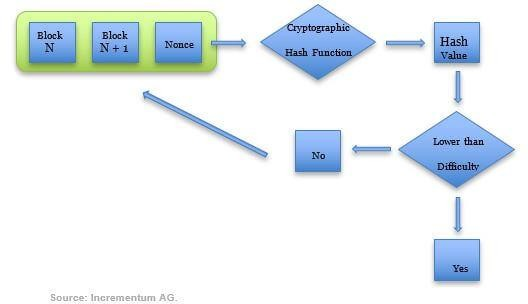 Block
N
Block
N + 1
Nonce
Cryptographic
Hash Function
Hash
Value
Lower than
Difficulty
No
Yes
Source: Incrementum AG.